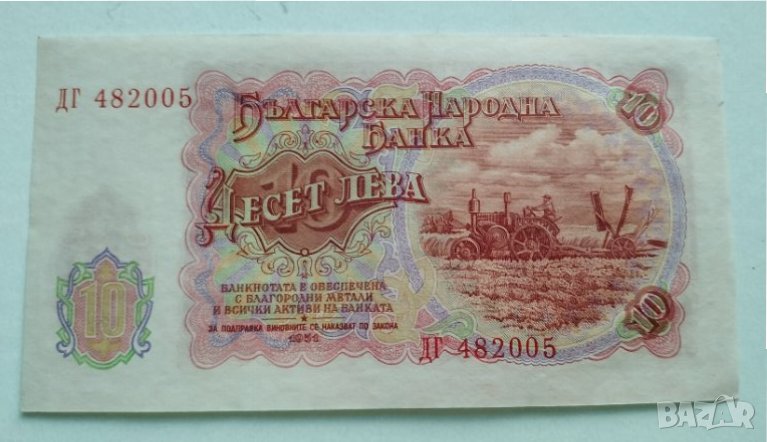 ДГ 482005
БЪЛГАРСКА НАРОДНА
БАНКА
10
10
ДЕСЕТ ЛЕВА
БАНКНОТАТА Е ОБЕЗПЕЧЕНА
С БЛАГОРОДНИ МЕТАЛИ
И ВСИЧКИ АКТИВИ НА БАНКАТА
ЗА ПОДПРАВКА ВИНОВНИТЕ СЕ НАКАЗВАТ ПО ЗАКОНА
1951
10
10
ДГ 482005
BAZAR